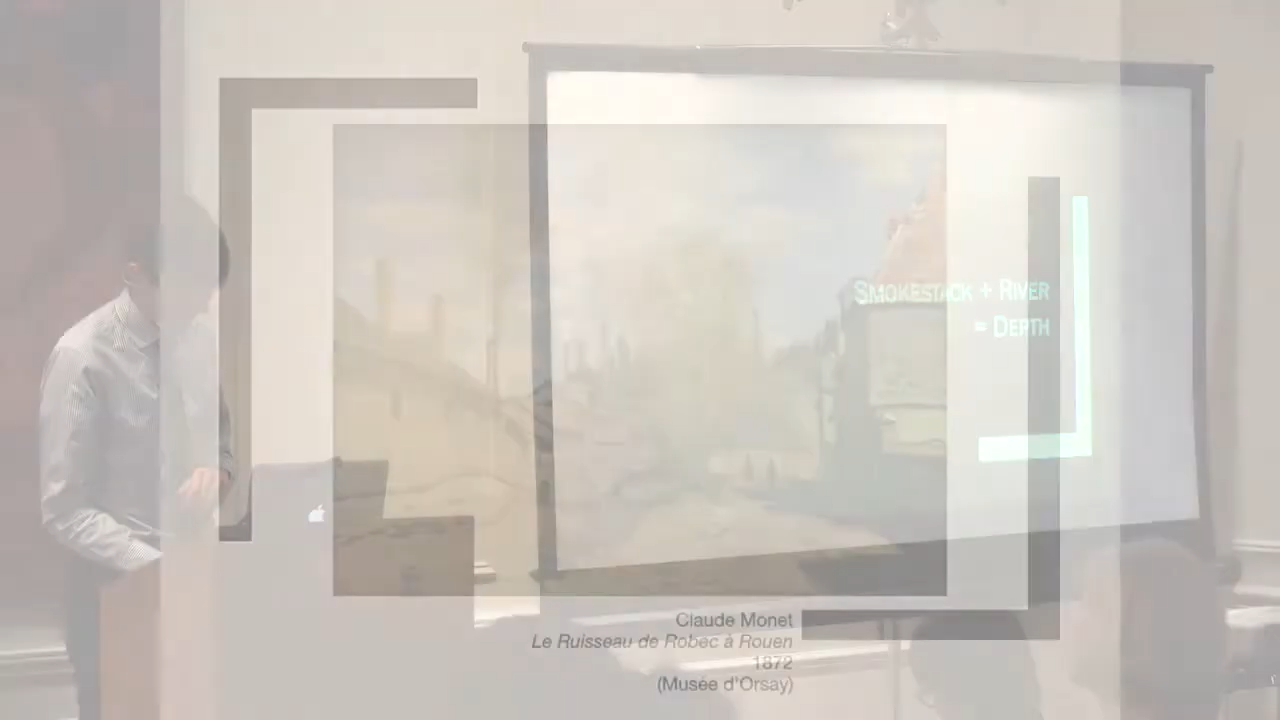 SMOKESTACK + RIVER
= DEPTH
Claude Monet
Le Ruisseau de Robec à Rouen
1872
(Musée d'Orsay)